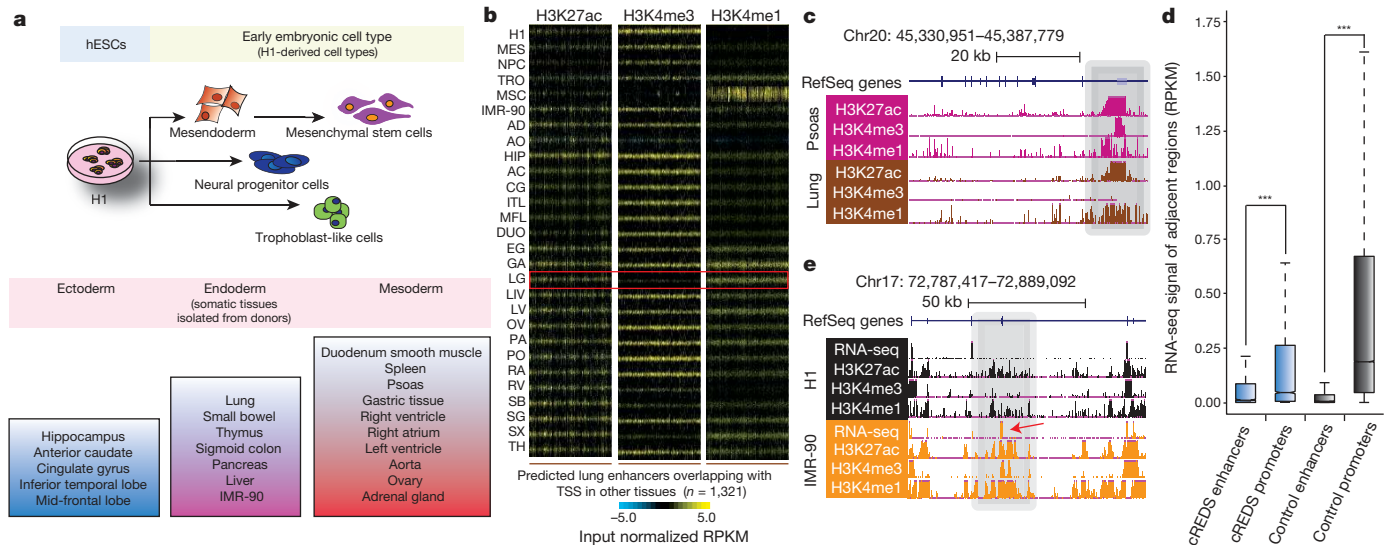 a
hESCs
Early embryonic cell type
(H1-derived cell types)
Mesendoderm
Mesenchymal stem cells
Neural progenitor cells
H1
Trophoblast-like cells
Ectoderm
Endoderm
(somatic tissues
isolated from donors)
Mesoderm
Hippocampus
Anterior caudate
Cingulate gyrus
Inferior temporal lobe
Mid-frontal lobe
Lung
Small bowel
Thymus
Sigmoid colon
Pancreas
Liver
IMR-90
Duodenum smooth muscle
Spleen
Psoas
Gastric tissue
Right ventricle
Right atrium
Left ventricle
Aorta
Ovary
Adrenal gland
b
H3K27ac H3K4me3 H3K4me1
H1
MES
NPC
TRO
MSC
IMR-90
AD
AO
HIP
AC
CG
ITL
MFL
DUO
EG
GA
LG
LIV
LV
OV
PA
PO
RA
RV
SB
SG
SX
TH
Predicted lung enhancers overlapping with
TSS in other tissues (n = 1,321)
−5.0 5.0
Input normalized RPKM
c
Chr20: 45,330,951–45,387,779
20 kb
RefSeq genes
Psoas
H3K27ac
H3K4me3
H3K4me1
Lung
H3K27ac
H3K4me3
H3K4me1
e
Chr17: 72,787,417–72,889,092
50 kb
RefSeq genes
H1
RNA-seq
H3K27ac
H3K4me3
H3K4me1
IMR-90
RNA-seq
H3K27ac
H3K4me3
H3K4me1
d
RNA-seq signal of adjacent regions (RPKM)
1.75
1.50
1.25
1.00
0.75
0.50
0.25
0.00
***
***
cREDS enhancers
cREDS promoters
Control enhancers
Control promoters